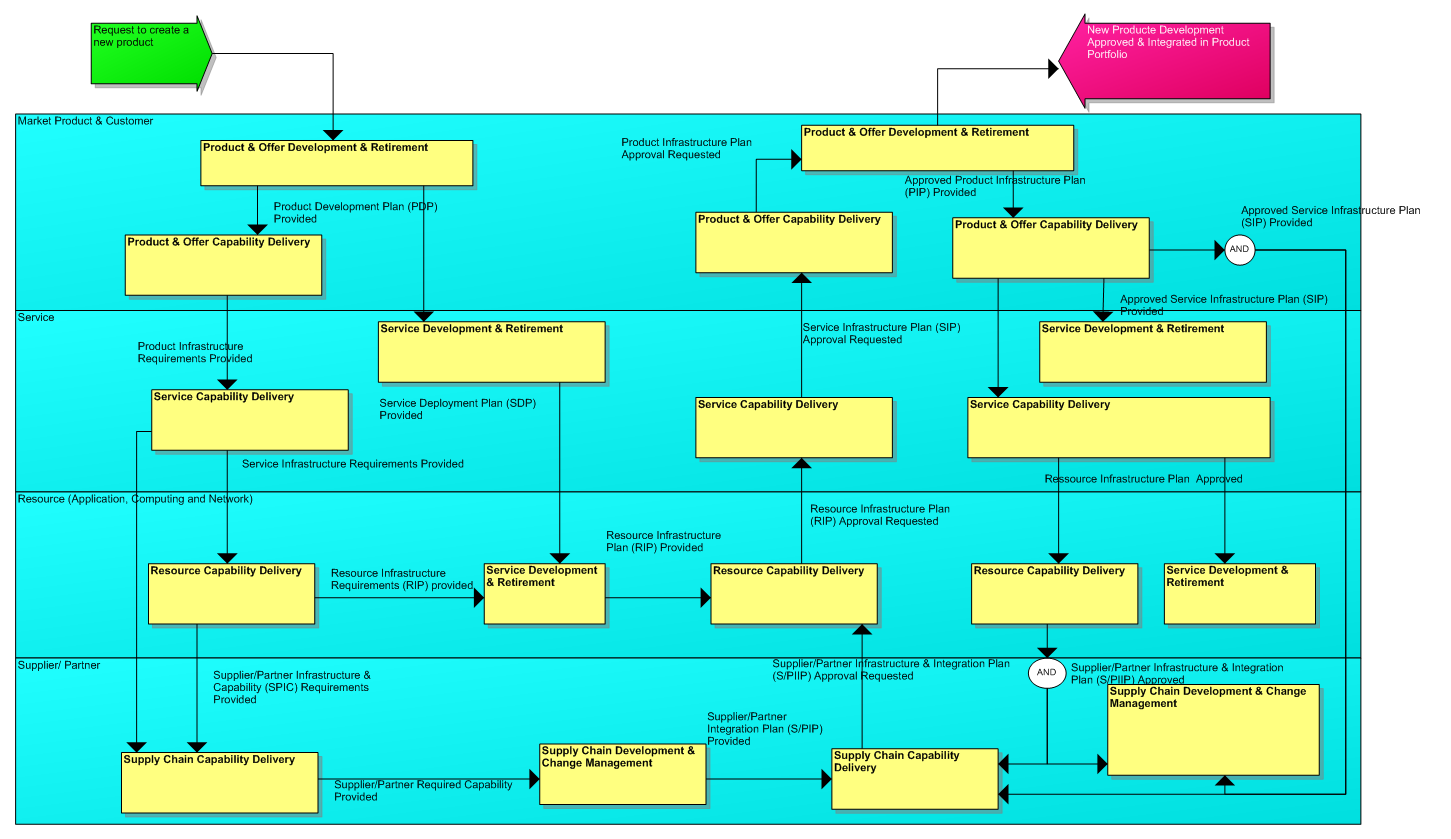 Request to create a
new product
New Producte Development
Approved & Integrated in Product
Portfolio
Market Product & Customer
Product & Offer Development & Retirement
Product Development Plan (PDP)
Provided
Product & Offer Capability Delivery
Product Infrastructure Plan
Approval Requested
Product & Offer Development & Retirement
Approved Product Infrastructure Plan
(PIP) Provided
Product & Offer Capability Delivery
Product & Offer Capability Delivery
Approved Service Infrastructure Plan
(SIP) Provided
AND
Approved Service Infrastructure Plan (SIP)
Provided
Service
Product Infrastructure
Requirements Provided
Service Development & Retirement
Service Infrastructure Plan (SIP)
Approval Requested
Service Development & Retirement
Service Capability Delivery
Service Deployment Plan (SDP)
Provided
Service Capability Delivery
Service Capability Delivery
Service Infrastructure Requirements Provided
Ressource Infrastructure Plan Approved
Resource (Application, Computing and Network)
Resource Infrastructure Plan
(RIP) Approval Requested
Resource Infrastructure
Plan (RIP) Provided
Resource Capability Delivery
Resource Infrastructure
Requirements (RIP) provided
Service Development
& Retirement
Resource Capability Delivery
Resource Capability Delivery
Service Development &
Retirement
Supplier/ Partner
Supplier/Partner Infrastructure &
Capability (SPIC) Requirements
Provided
Supplier/Partner Infrastructure & Integration Plan
(S/PIIP) Approval Requested
AND
Supplier/Partner Infrastructure & Integration
Plan (S/PIIP) Approved
Supply Chain Development & Change
Management
Supplier/Partner
Integration Plan (S/PIP)
Provided
Supply Chain Capability Delivery
Supplier/Partner Required Capability
Provided
Supply Chain Development &
Change Management
Supply Chain Capability
Delivery